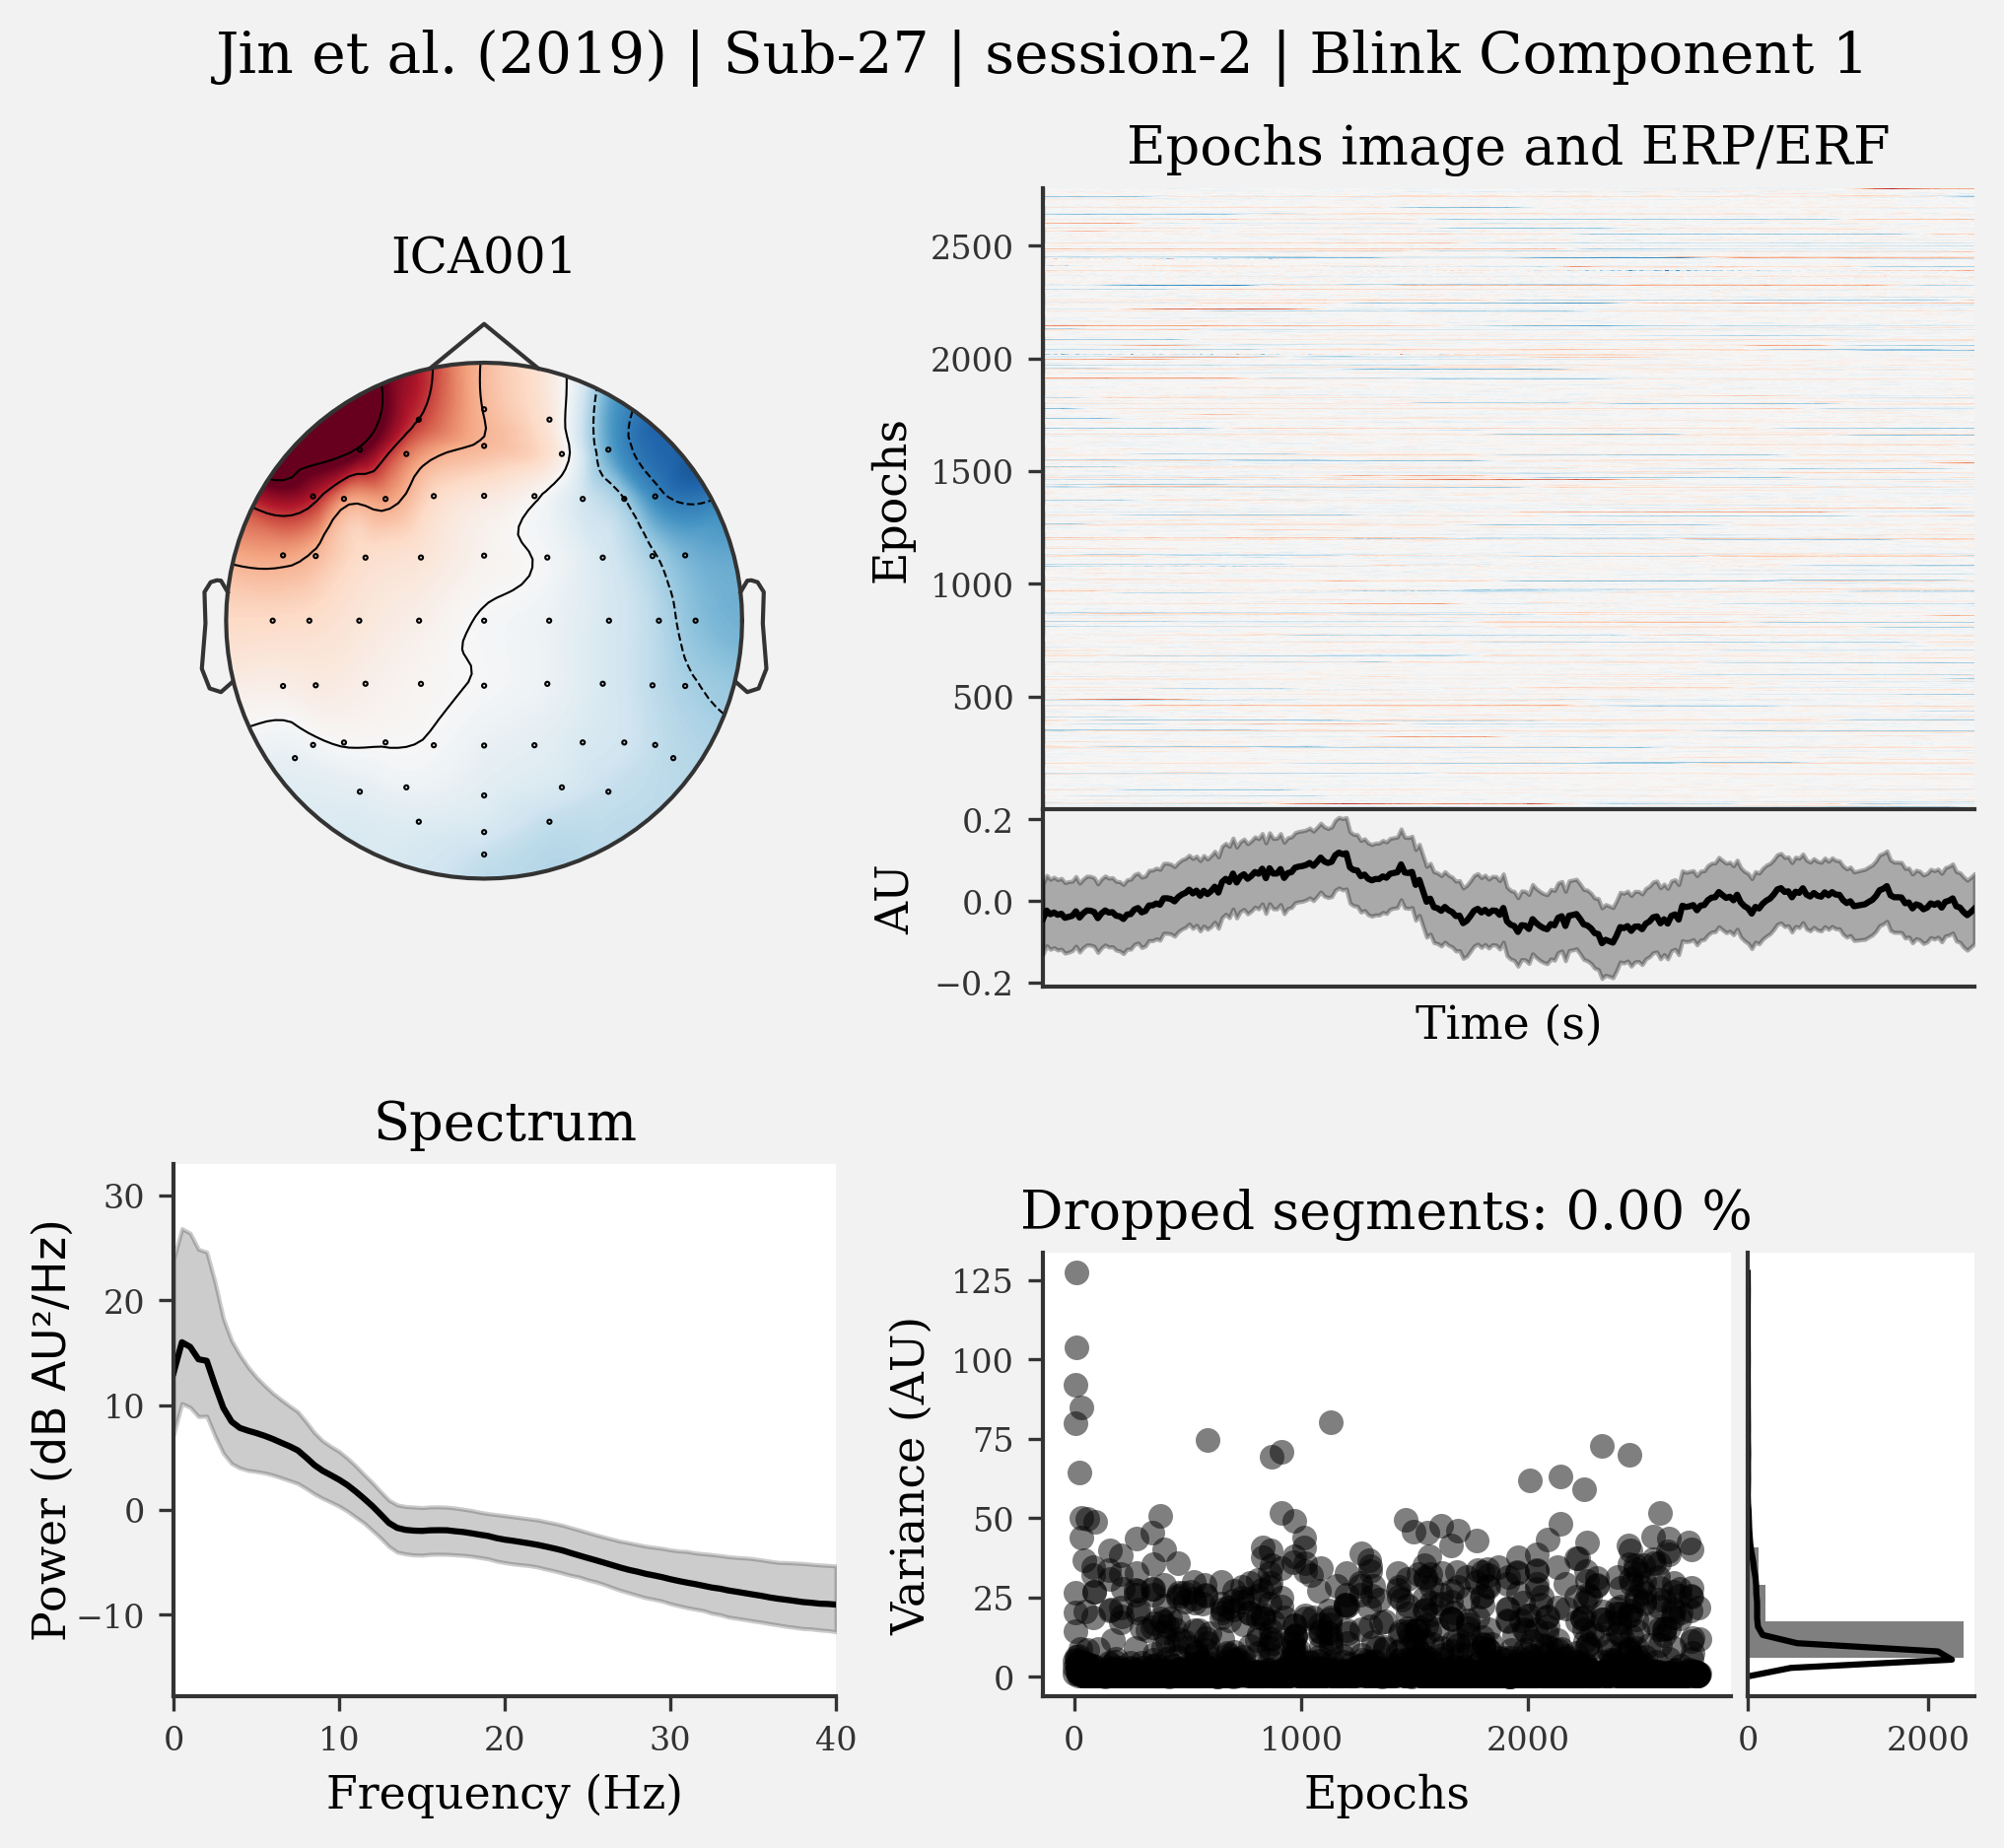 Jin et al. (2019) | Sub-27 | session-2 | Blink Component 1
ICA001
Epochs image and ERP/ERF
Epochs
2500
2000
1500
1000
500
AU
0.2
0.0
−0.2
Time (s)
Spectrum
Power (dB AU²/Hz)
30
20
10
0
−10
0 10 20 30 40
Frequency (Hz)
Dropped segments: 0.00 %
Variance (AU)
125
100
75
50
25
0
0 1000 2000
0 2000
Epochs